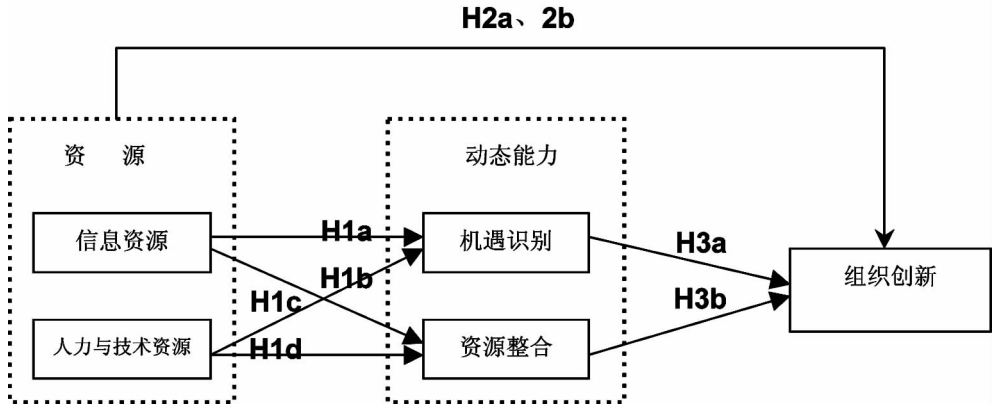 H2a、2b
资 源
动态能力
信息资源
H1a
机遇识别
H3a
组织创新
H1b
H1c
H3b
人力与技术资源
H1d
资源整合